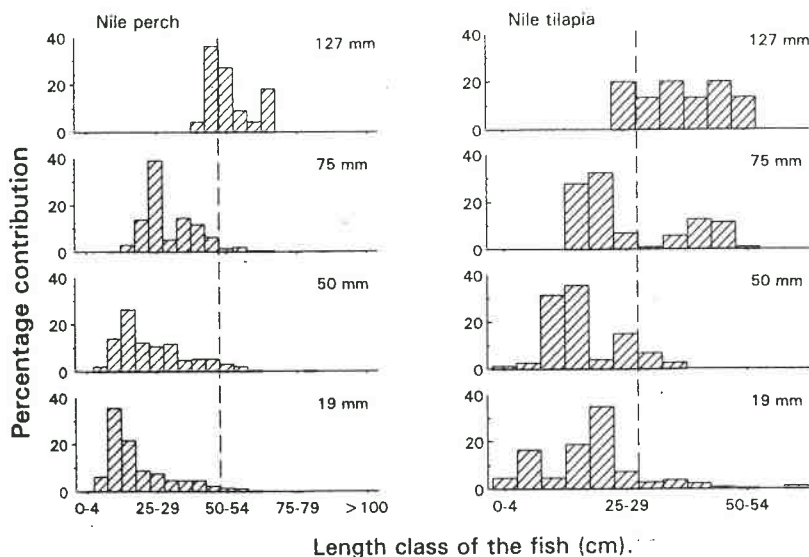 Nile perch
127 mm
40
20
0
75 mm
40
20
0
50 mm
40
20
0
19 mm
40
20
0
0-4 25-29 50-54 75-79 >100
Nile tilapia
127 mm
40
20
0
75 mm
40
20
0
50 mm
40
20
0
19 mm
40
20
0
0-4 25-29 50-54
Percentage contribution
Length class of the fish (cm).